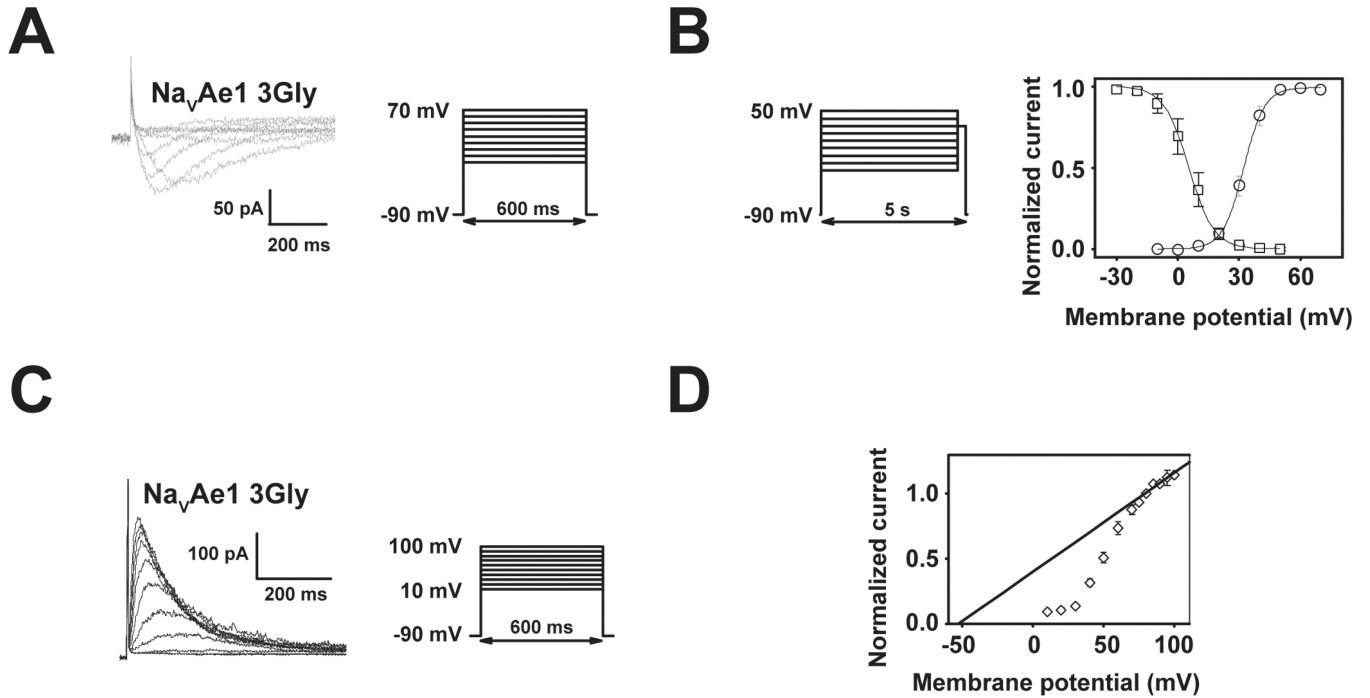 A
Na_VAe1 3Gly
50 pA
200 ms
70 mV
-90 mV
600 ms
B
50 mV
-90 mV
5 s
Normalized current
1.0
0.5
0.0
-30 0 30 60
Membrane potential (mV)
C
Na_VAe1 3Gly
100 pA
200 ms
100 mV
10 mV
-90 mV
600 ms
D
Normalized current
1.0
0.5
0.0
-50 0 50 100
Membrane potential (mV)